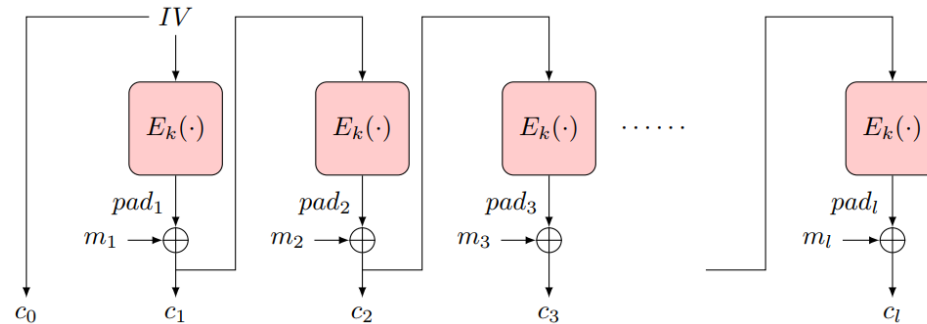 IV
E_k(·) E_k(·) E_k(·) ...... E_k(·)
pad_1 pad_2 pad_3 pad_l
m_1 m_2 m_3 m_l
c_0 c_1 c_2 c_3 c_l